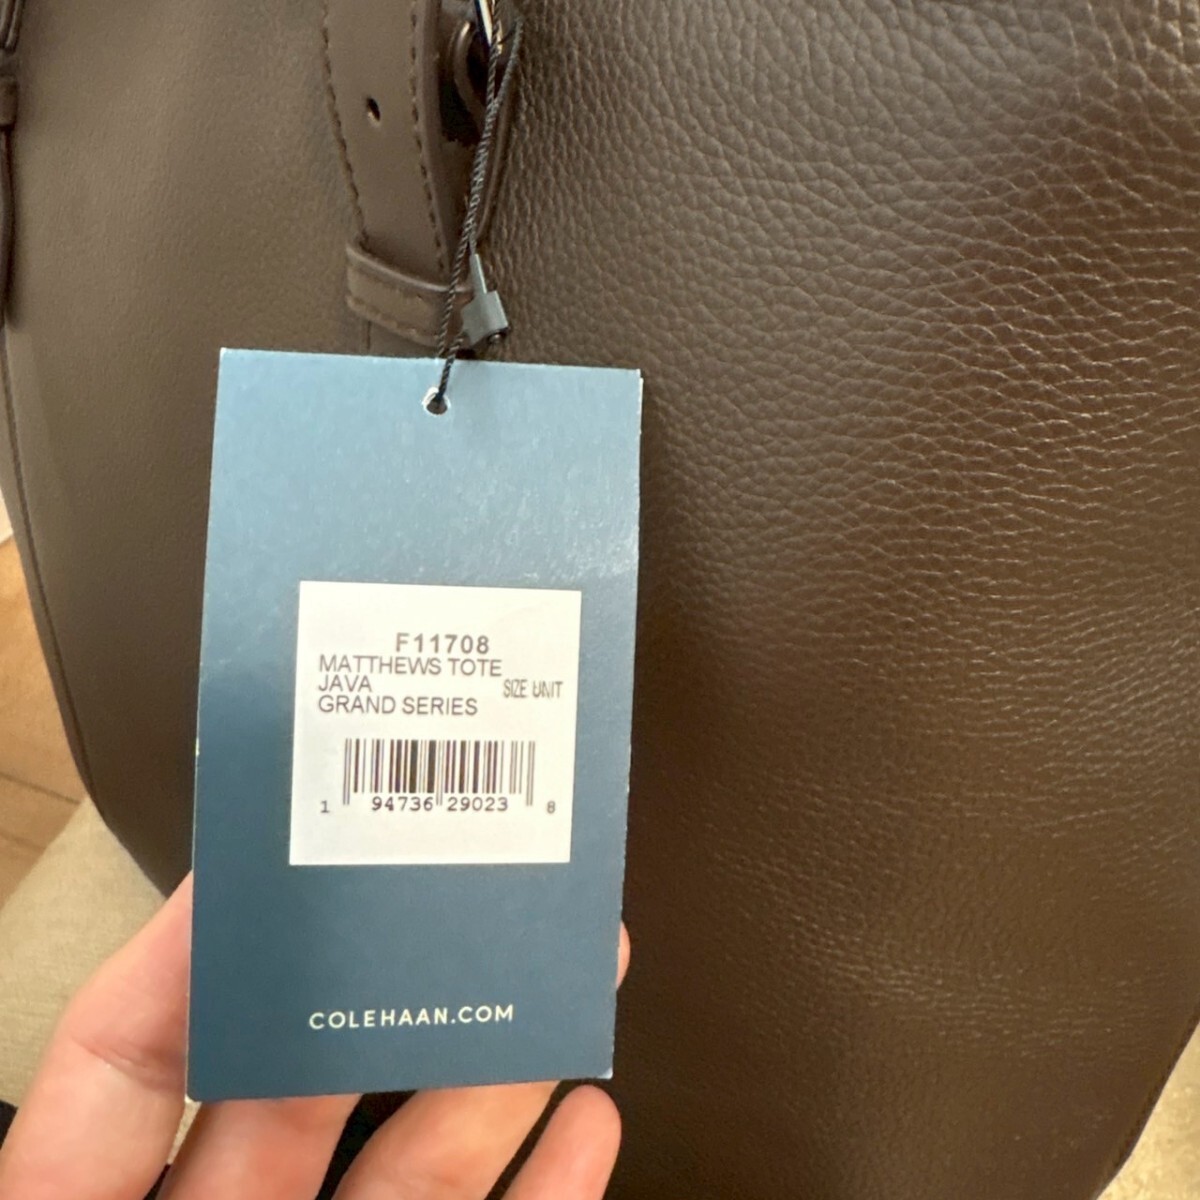 F11708
MATTHEWS TOTE
JAVA SIZE UNIT
GRAND SERIES
1 94736 29023 8
COLEHAAN.COM